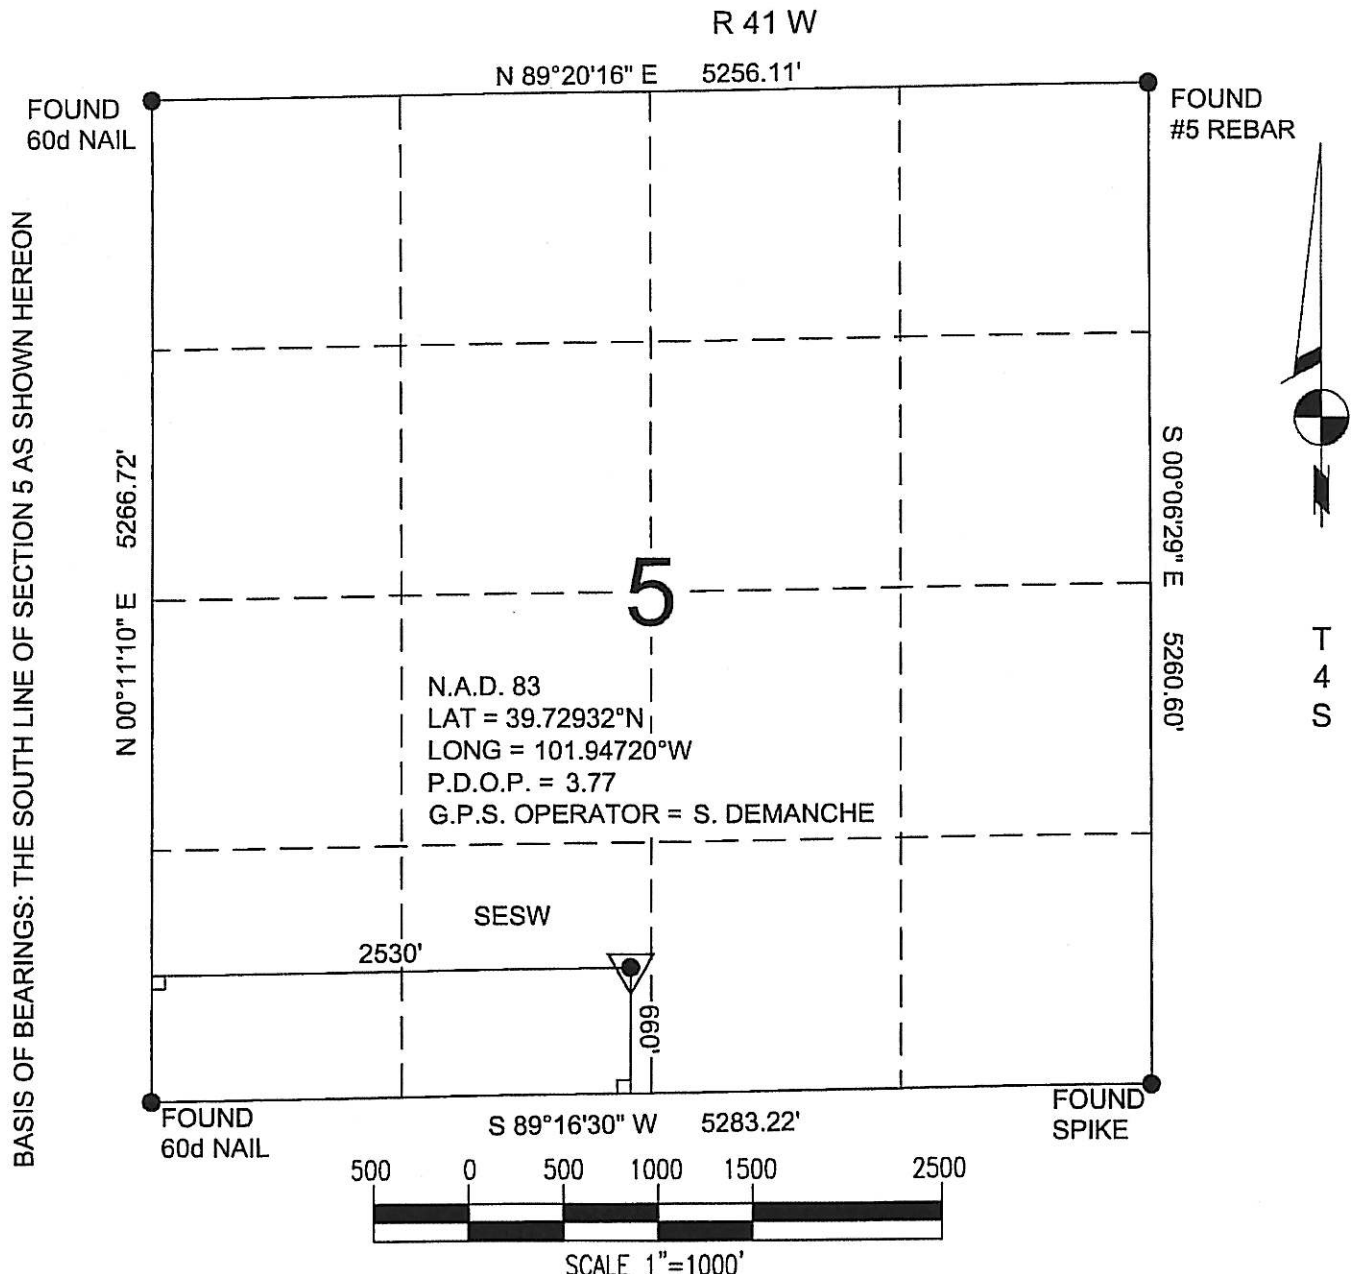 R 41 W
N 89°20'16" E 5256.11'
FOUND
60d NAIL
FOUND
#5 REBAR
BASIS OF BEARINGS: THE SOUTH LINE OF SECTION 5 AS SHOWN HEREON
N 00°11'10" E 5266.72'
S 00°06'29" E 5260.60'
N
T
4
S
5
N.A.D. 83
LAT = 39.72932°N
LONG = 101.94720°W
P.D.O.P. = 3.77
G.P.S. OPERATOR = S. DEMANCHE
SESW
2530'
660'
FOUND
60d NAIL
S 89°16'30" W 5283.22'
FOUND
SPIKE
500 0 500 1000 1500 2500
SCALE 1"=1000'